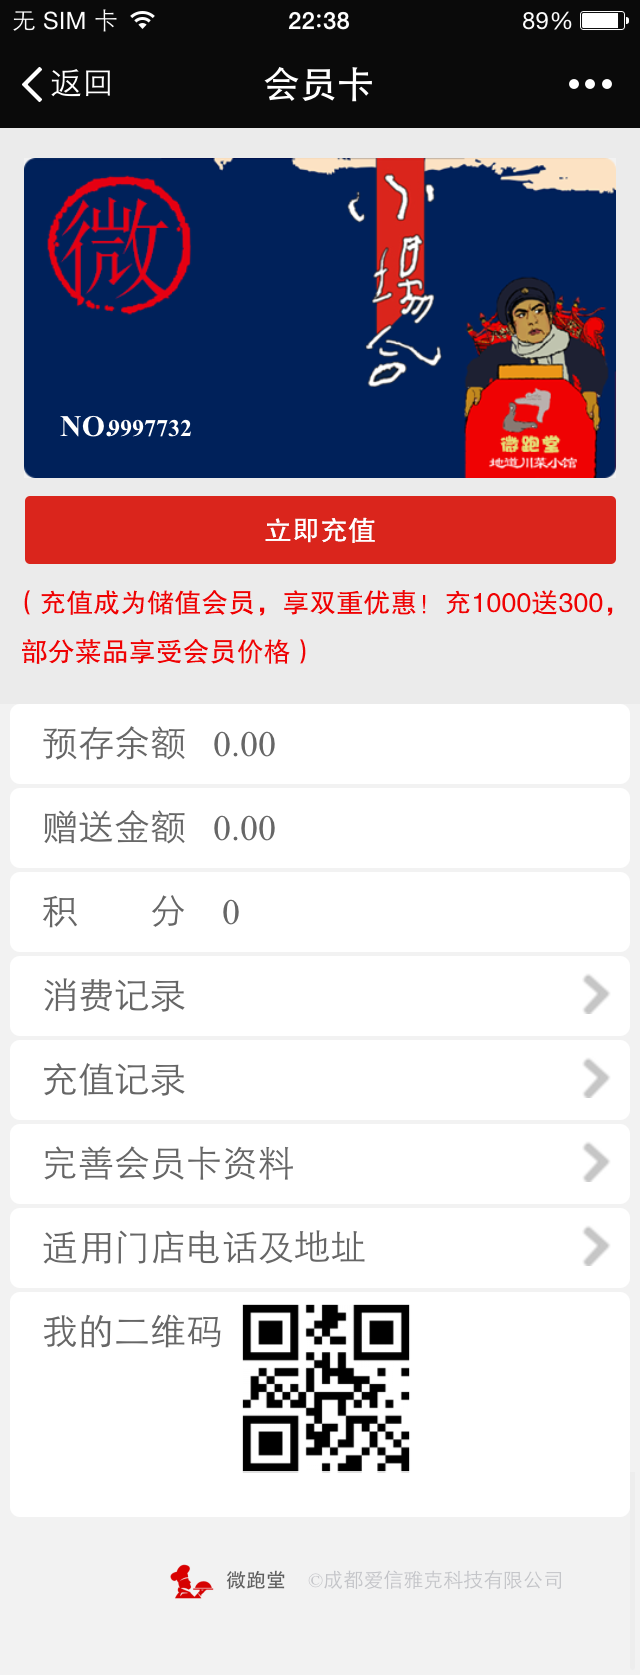 无 SIM 卡 22:38 89%
返回 会员卡
微
小場合
NO.9997732
微跑堂
地道川菜小馆
立即充值
（充值成为储值会员，享双重优惠！充1000送300，
部分菜品享受会员价格）
预存余额 0.00
赠送金额 0.00
积 分 0
消费记录
充值记录
完善会员卡资料
适用门店电话及地址
我的二维码
微跑堂 ©成都爱信雅克科技有限公司